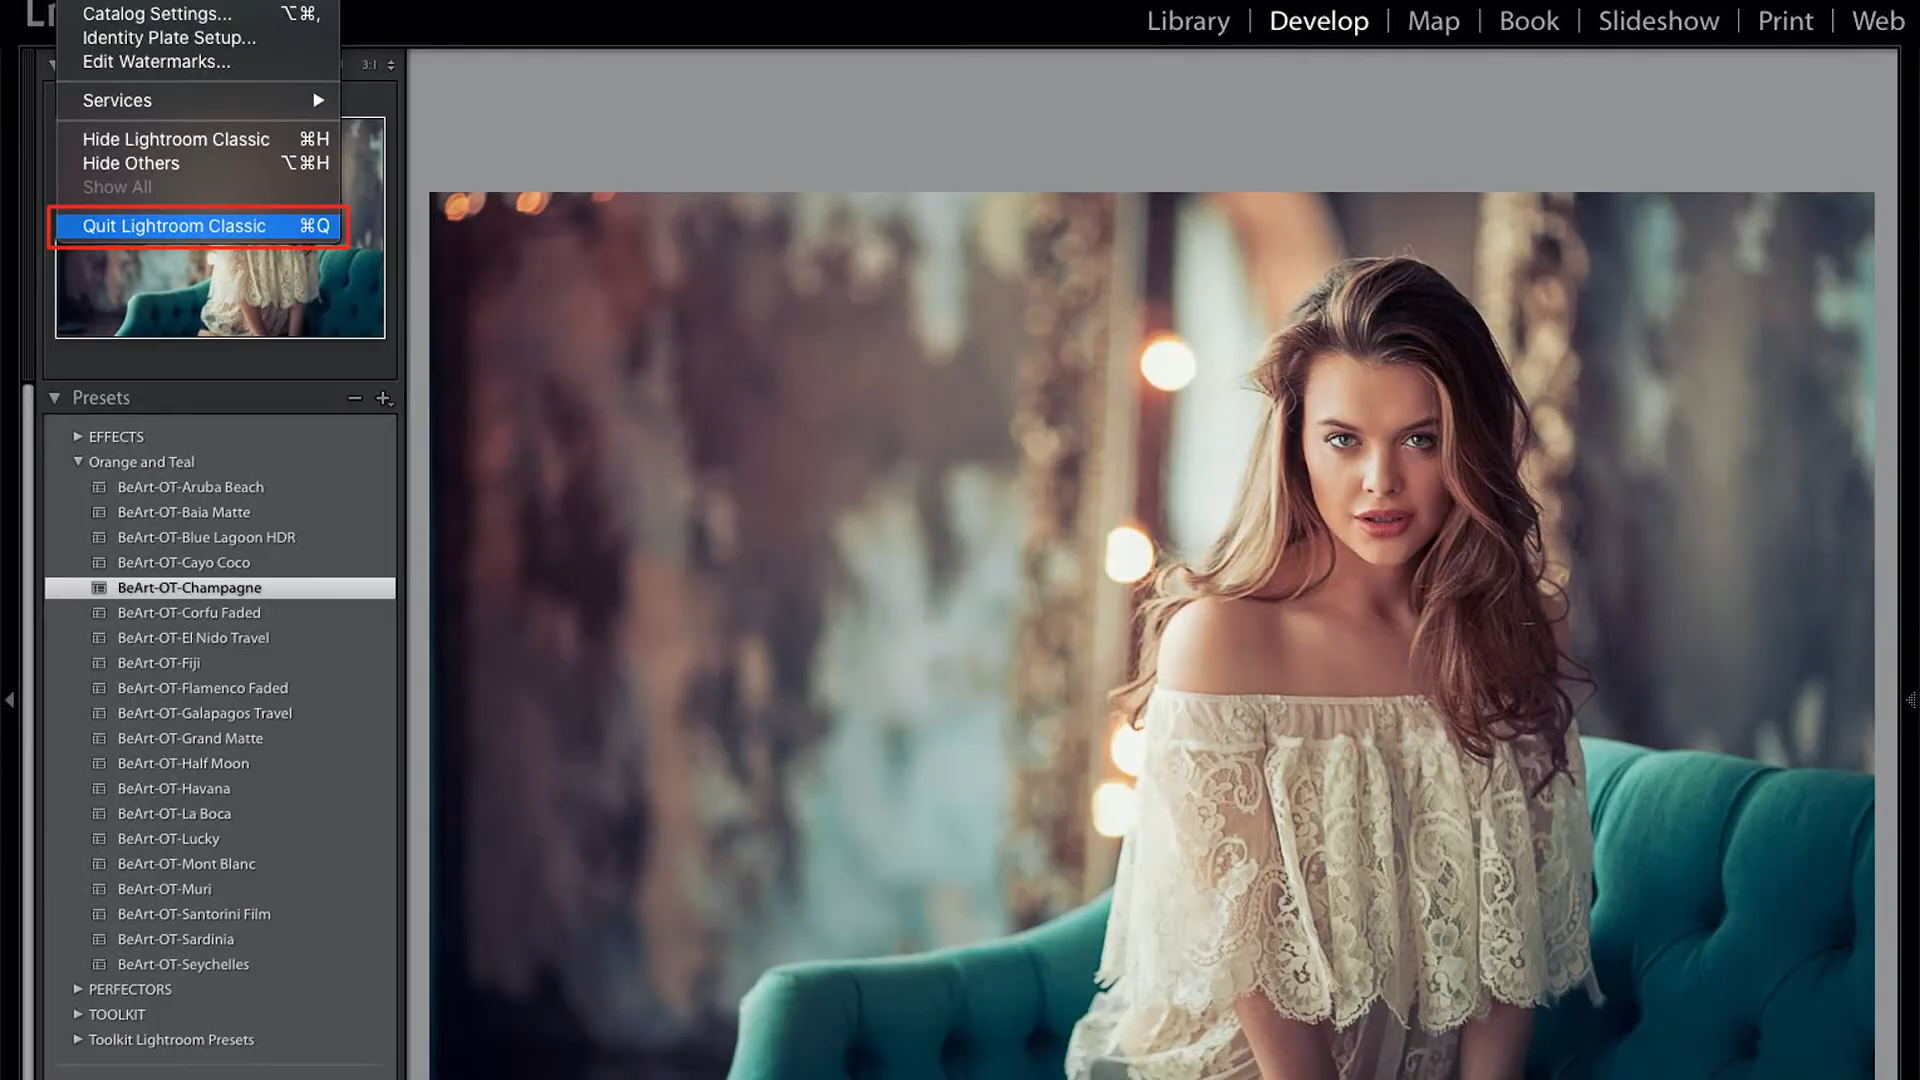 Catalog Settings... ⌥⌘,
Library | Develop | Map | Book | Slideshow | Print | Web
Identity Plate Setup...
Edit Watermarks...
3:1
Services ▶
Hide Lightroom Classic ⌘H
Hide Others ⌥⌘H
Show All
Quit Lightroom Classic ⌘Q
Presets
EFFECTS
Orange and Teal
BeArt-OT-Aruba Beach
BeArt-OT-Baia Matte
BeArt-OT-Blue Lagoon HDR
BeArt-OT-Cayo Coco
BeArt-OT-Champagne
BeArt-OT-Corfu Faded
BeArt-OT-El Nido Travel
BeArt-OT-Fiji
BeArt-OT-Flamenco Faded
BeArt-OT-Galapagos Travel
BeArt-OT-Grand Matte
BeArt-OT-Half Moon
BeArt-OT-Havana
BeArt-OT-La Boca
BeArt-OT-Lucky
BeArt-OT-Mont Blanc
BeArt-OT-Muri
BeArt-OT-Santorini Film
BeArt-OT-Sardinia
BeArt-OT-Seychelles
PERFECTORS
TOOLKIT
Toolkit Lightroom Presets